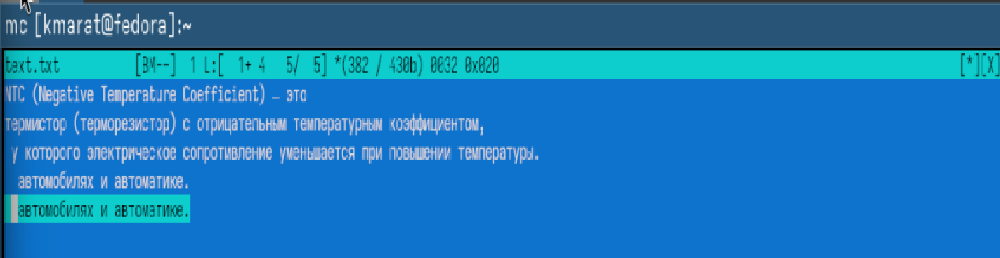 mc [kmarat@fedora]:~
text.txt [BM--] 1 L:[ 1+ 4 5/ 5] *(382 / 430b) 0032 0x020 [*][X]
NTC (Negative Temperature Coefficient) – это
термистор (терморезистор) с отрицательным температурным коэффициентом,
у которого электрическое сопротивление уменьшается при повышении температуры.
автомобилях и автоматике.
автомобилях и автоматике.